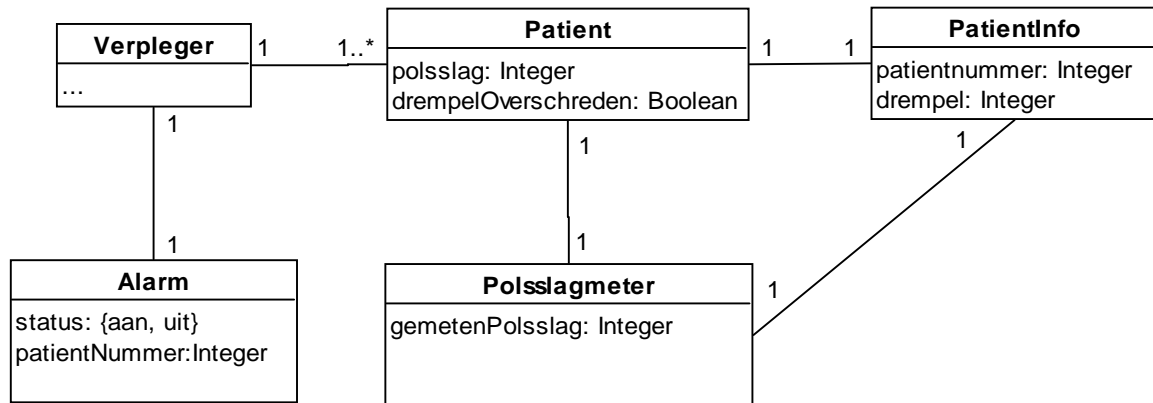 Verpleger
...
1
1..*
Patient
polsslag: Integer
drempelOverschreden: Boolean
1
1
PatientInfo
patientnummer: Integer
drempel: Integer
1
1
1
1
Alarm
status: {aan, uit}
patientNummer:Integer
1
Polsslagmeter
gemetenPolsslag: Integer
1